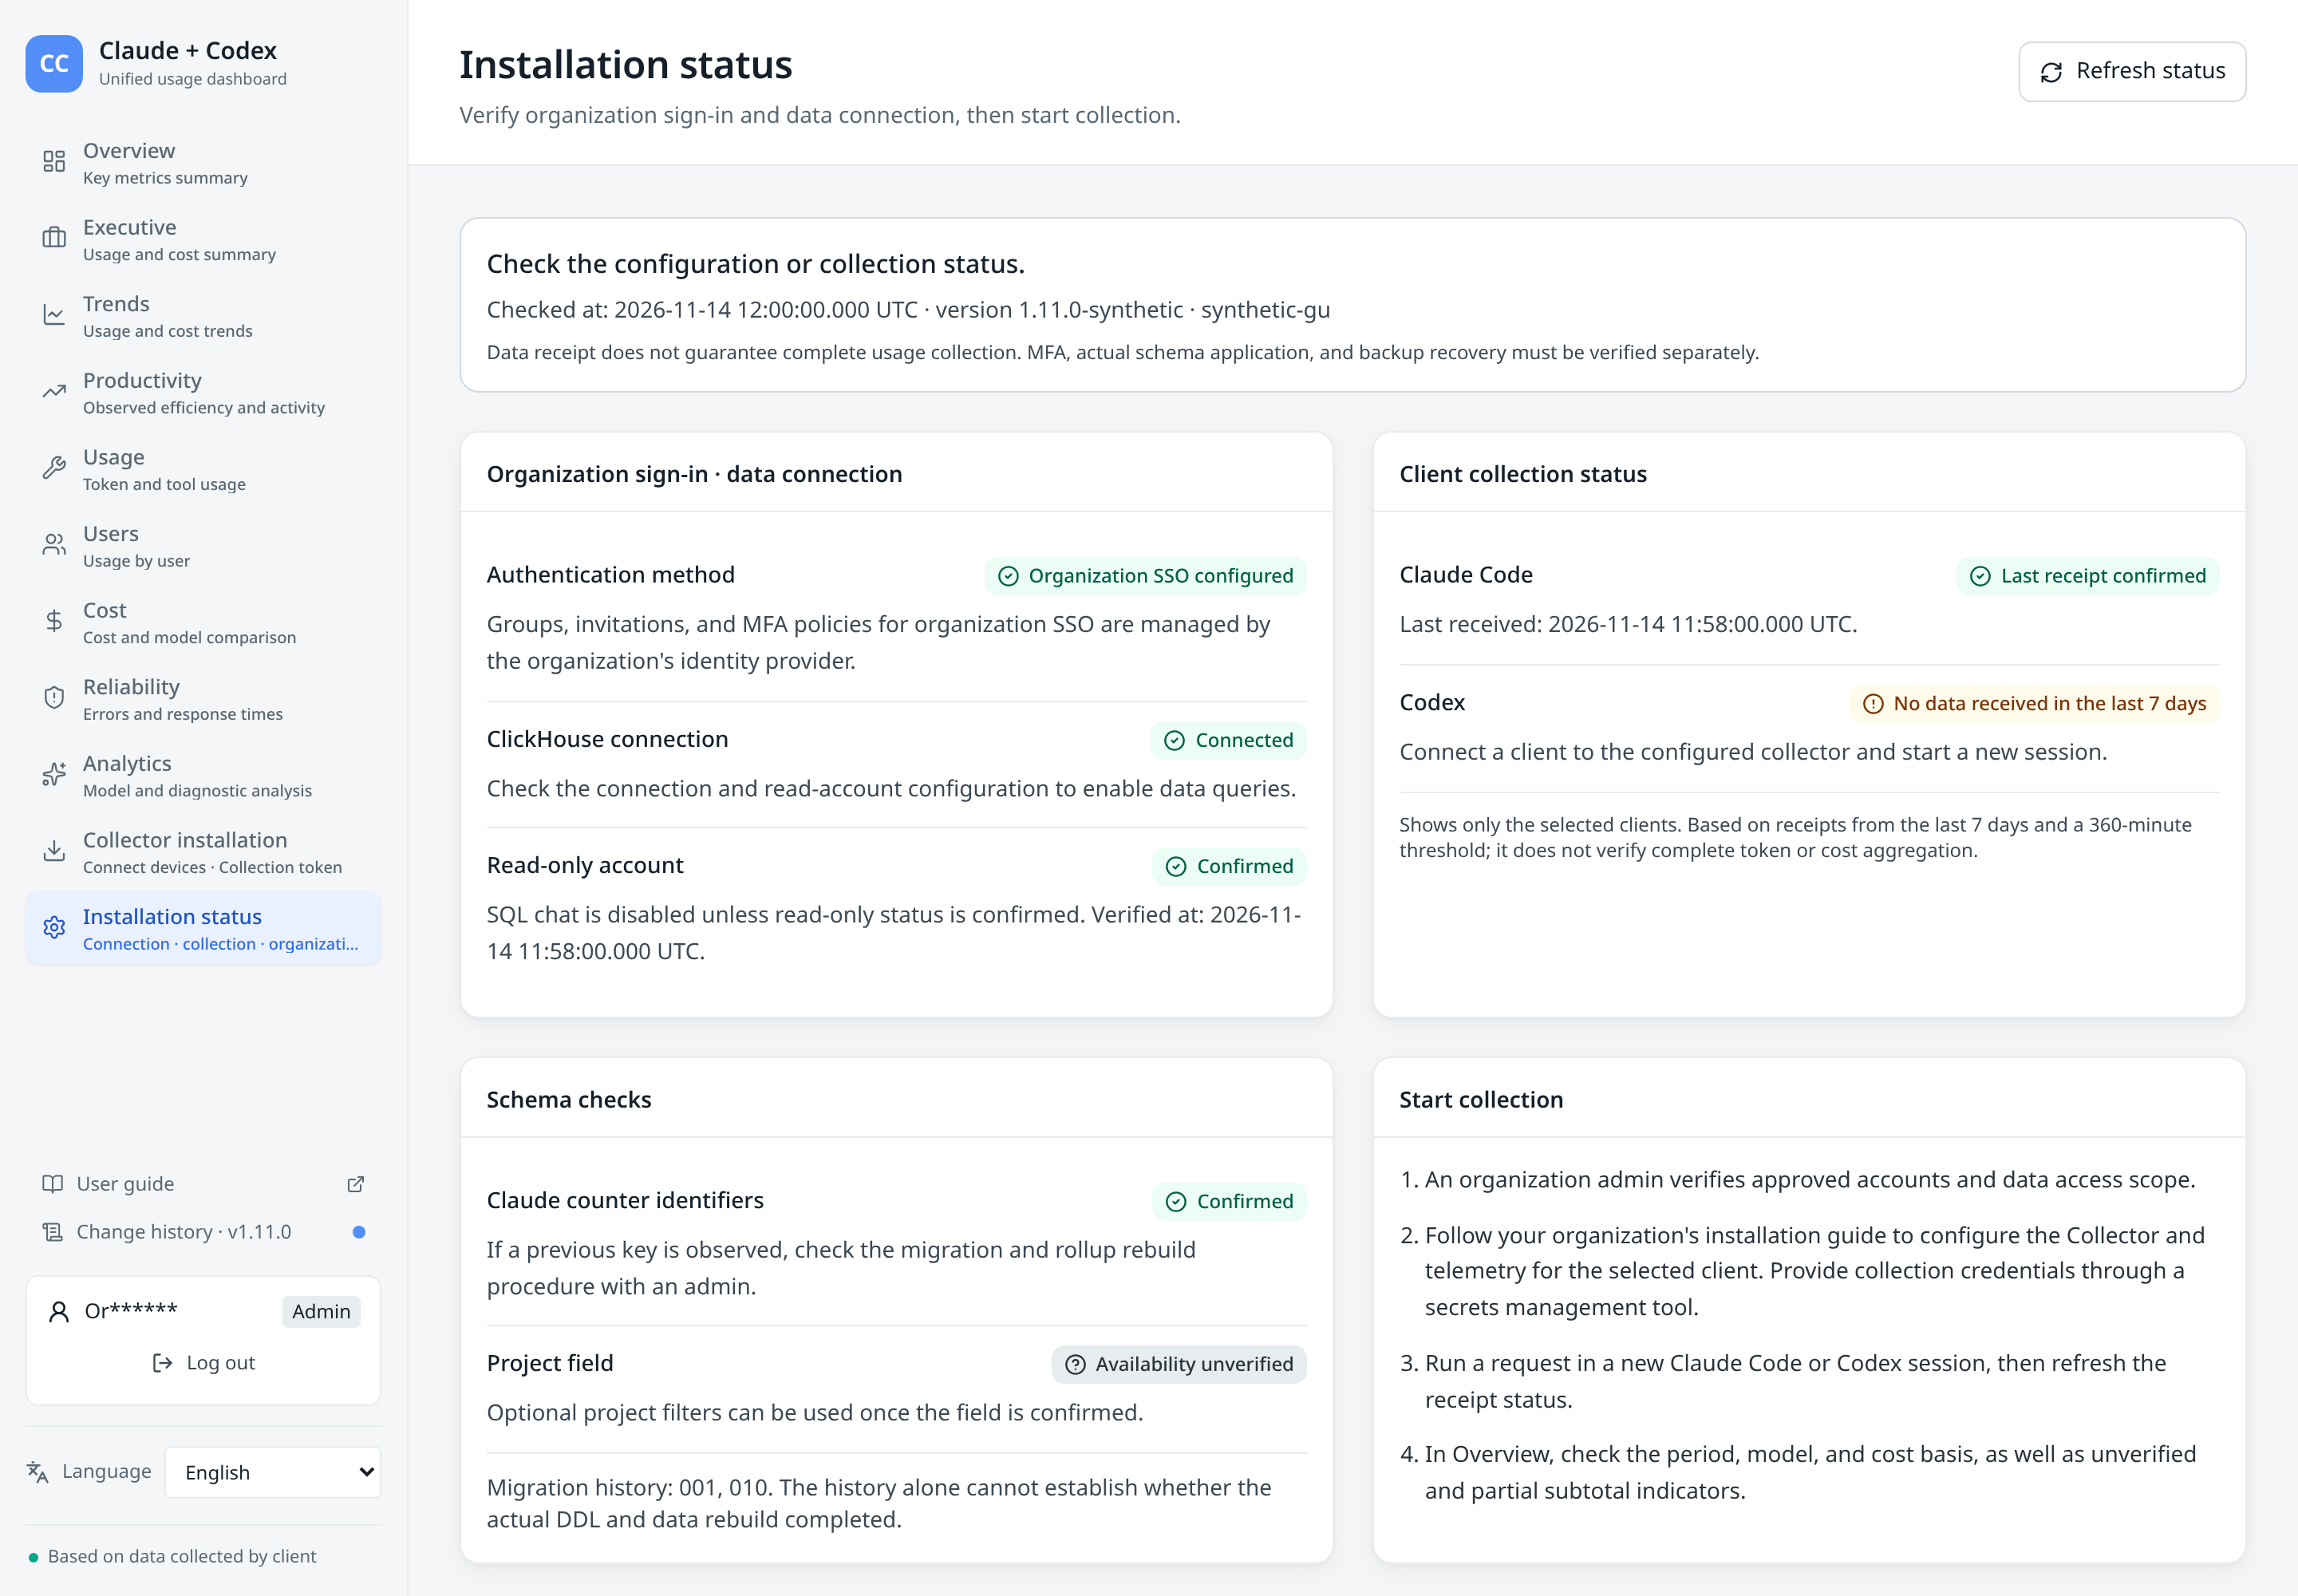 CC
Claude + Codex
Unified usage dashboard
Overview
Key metrics summary
Executive
Usage and cost summary
Trends
Usage and cost trends
Productivity
Observed efficiency and activity
Usage
Token and tool usage
Users
Usage by user
Cost
Cost and model comparison
Reliability
Errors and response times
Analytics
Model and diagnostic analysis
Collector installation
Connect devices · Collection token
Installation status
Connection · collection · organizati...
User guide
Change history · v1.11.0
Or******
Admin
Log out
Language
English
Based on data collected by client
Installation status
Verify organization sign-in and data connection, then start collection.
Refresh status
Check the configuration or collection status.
Checked at: 2026-11-14 12:00:00.000 UTC · version 1.11.0-synthetic · synthetic-gu
Data receipt does not guarantee complete usage collection. MFA, actual schema application, and backup recovery must be verified separately.
Organization sign-in · data connection
Authentication method
Organization SSO configured
Groups, invitations, and MFA policies for organization SSO are managed by
the organization's identity provider.
ClickHouse connection
Connected
Check the connection and read-account configuration to enable data queries.
Read-only account
Confirmed
SQL chat is disabled unless read-only status is confirmed. Verified at: 2026-11-
14 11:58:00.000 UTC.
Client collection status
Claude Code
Last receipt confirmed
Last received: 2026-11-14 11:58:00.000 UTC.
Codex
No data received in the last 7 days
Connect a client to the configured collector and start a new session.
Shows only the selected clients. Based on receipts from the last 7 days and a 360-minute
threshold; it does not verify complete token or cost aggregation.
Schema checks
Claude counter identifiers
Confirmed
If a previous key is observed, check the migration and rollup rebuild
procedure with an admin.
Project field
Availability unverified
Optional project filters can be used once the field is confirmed.
Migration history: 001, 010. The history alone cannot establish whether the
actual DDL and data rebuild completed.
Start collection
1. An organization admin verifies approved accounts and data access scope.
2. Follow your organization's installation guide to configure the Collector and
telemetry for the selected client. Provide collection credentials through a
secrets management tool.
3. Run a request in a new Claude Code or Codex session, then refresh the
receipt status.
4. In Overview, check the period, model, and cost basis, as well as unverified
and partial subtotal indicators.